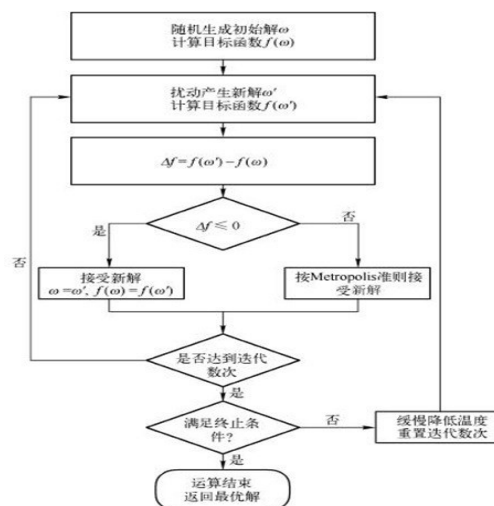 随机生成初始解ω
计算目标函数f(ω)
扰动产生新解ω′
计算目标函数f(ω′)
Δf=f(ω′)−f(ω)
Δf≤0
是
否
接受新解
ω=ω′, f(ω)=f(ω′)
按Metropolis准则接
受新解
否
是否达到迭代
数次
是
满足终止条
件?
否
缓慢降低温度
重置迭代数次
是
运算结束
返回最优解